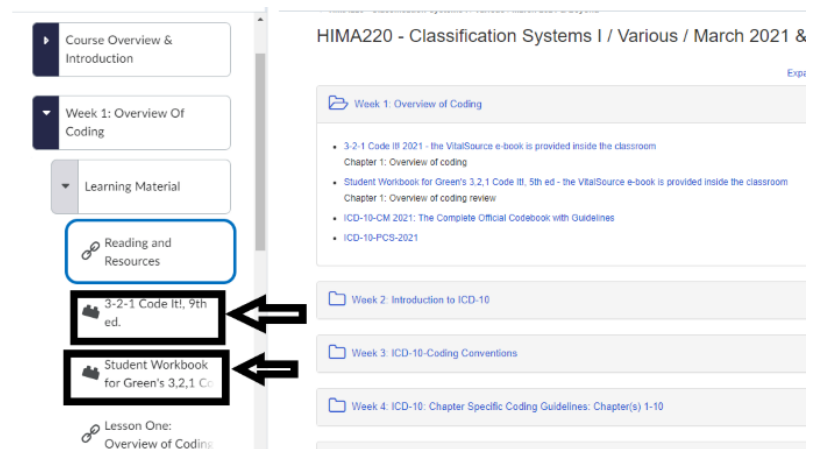 Course Overview &
Introduction
Week 1: Overview Of
Coding
Learning Material
Reading and
Resources
3-2-1 Code It!, 9th
ed.
Student Workbook
for Green's 3,2,1 Co
Lesson One:
Overview of Coding
HIMA220 - Classification Systems I / Various / March 2021 &
Expa
Week 1: Overview of Coding
3-2-1 Code It! 2021 - the VitalSource e-book is provided inside the classroom
Chapter 1: Overview of coding
Student Workbook for Green's 3,2,1 Code It!, 5th ed - the VitalSource e-book is provided inside the classroom
Chapter 1: Overview of coding review
ICD-10-CM 2021: The Complete Official Codebook with Guidelines
ICD-10-PCS-2021
Week 2: Introduction to ICD-10
Week 3: ICD-10-Coding Conventions
Week 4: ICD-10: Chapter Specific Coding Guidelines: Chapter(s) 1-10